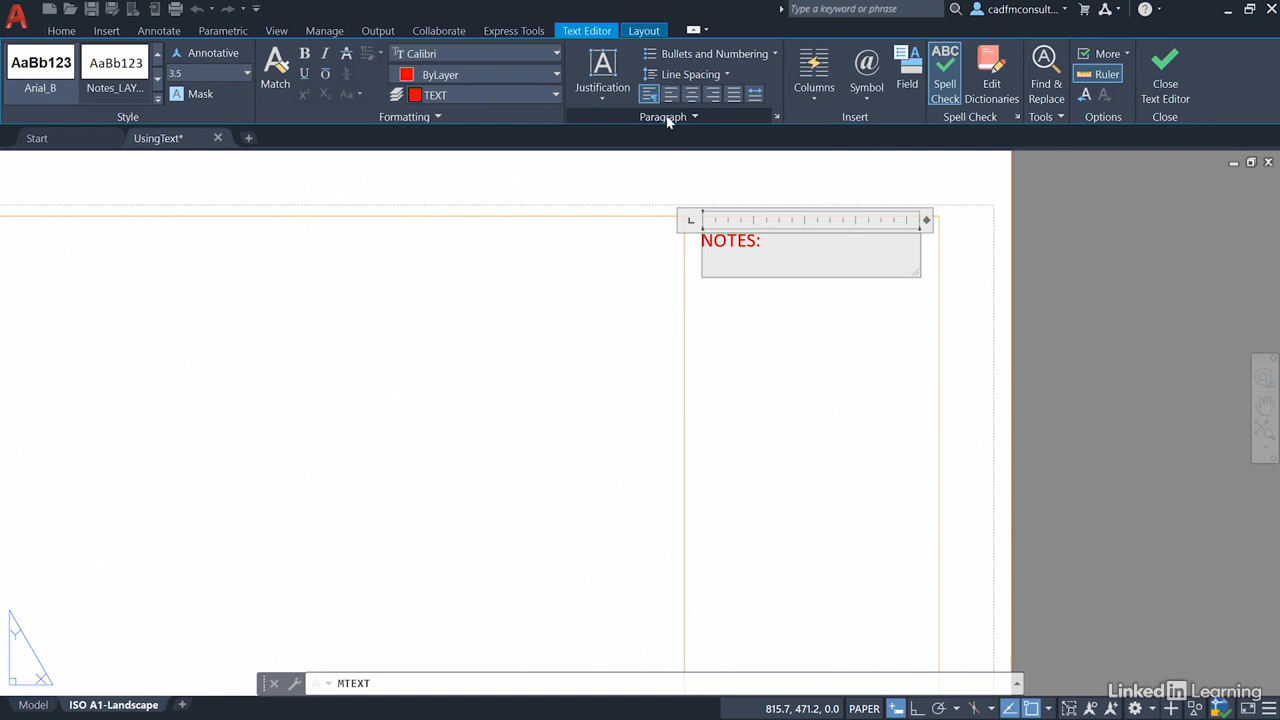 Type a keyword or phrase
cadfmconsult...
Home Insert Annotate Parametric View Manage Output Collaborate Express Tools Text Editor Layout
AaBb123 AaBb123
Arial_B Notes_LAY...
Annotative
3.5
Mask
Style
Match
Calibri
ByLayer
TEXT
Formatting
Justification
Bullets and Numbering
Line Spacing
Paragraph
Columns Symbol Field
Insert
ABC
Spell
Check
Edit
Dictionaries
Spell Check
Find &
Replace
Tools
More
Ruler
Options
Close
Text Editor
Close
Start UsingText*
NOTES:
Y
X
MTEXT
LinkedIn Learning
Model ISO A1-Landscape
815.7, 471.2, 0.0 PAPER